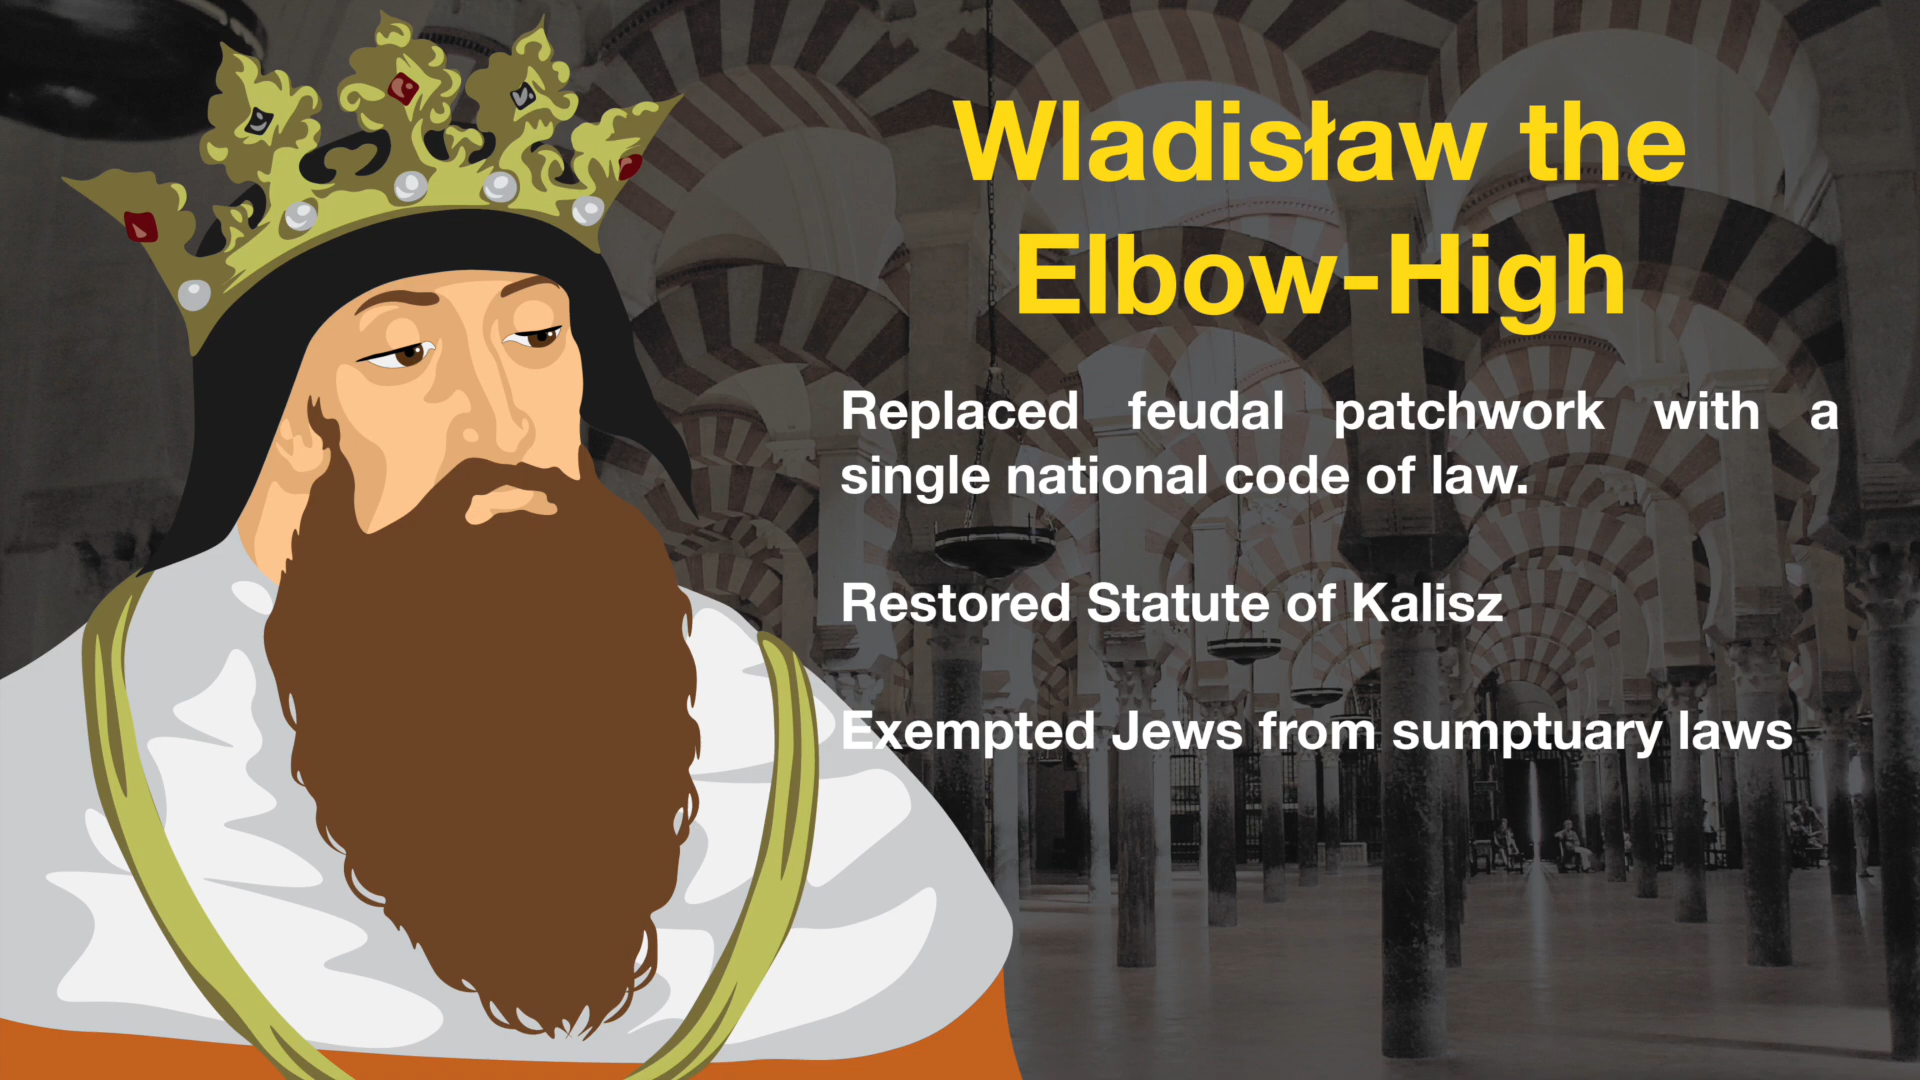 Wladisław the
Elbow-High
Replaced feudal patchwork with a
single national code of law.
Restored Statute of Kalisz
Exempted Jews from sumptuary laws